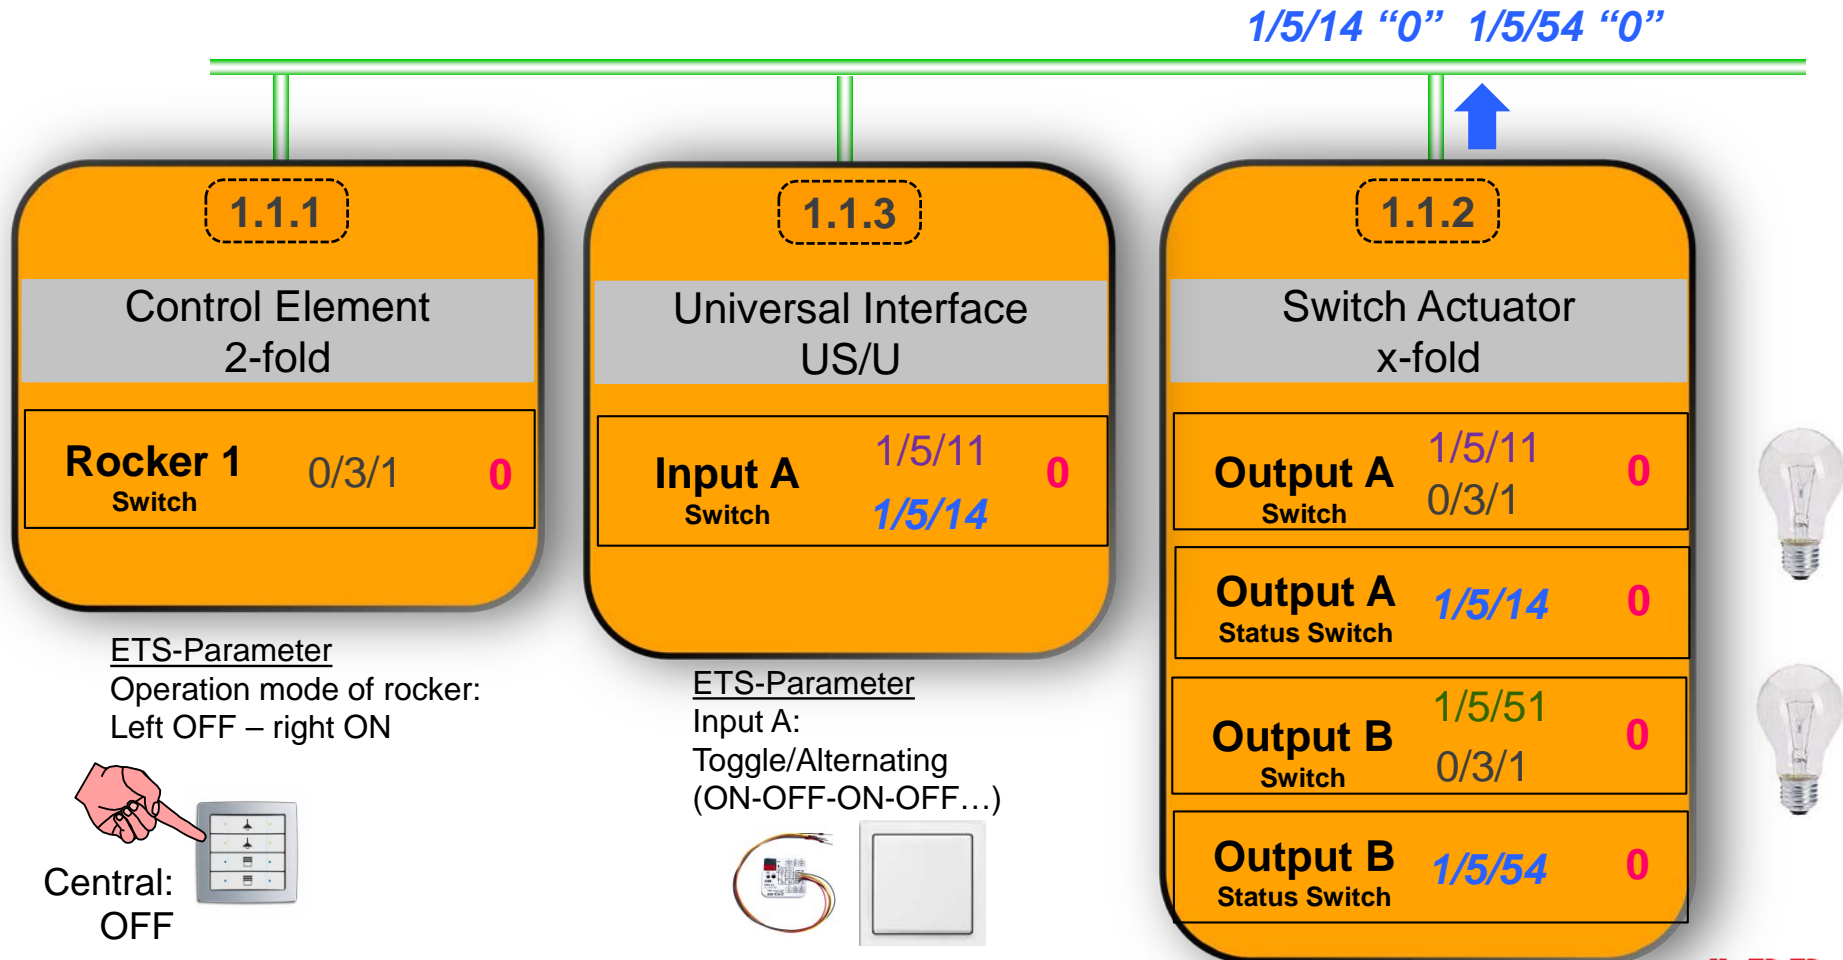 1/5/14 “0” 1/5/54 “0”
1.1.1
Control Element
2-fold
Rocker 1
Switch
0/3/1
0
ETS-Parameter
Operation mode of rocker:
Left OFF – right ON
Central:
OFF
1.1.3
Universal Interface
US/U
Input A
Switch
1/5/11
1/5/14
0
ETS-Parameter
Input A:
Toggle/Alternating
(ON-OFF-ON-OFF…)
1.1.2
Switch Actuator
x-fold
Output A
Switch
1/5/11
0/3/1
0
Output A
Status Switch
1/5/14
0
Output B
Switch
1/5/51
0/3/1
0
Output B
Status Switch
1/5/54
0